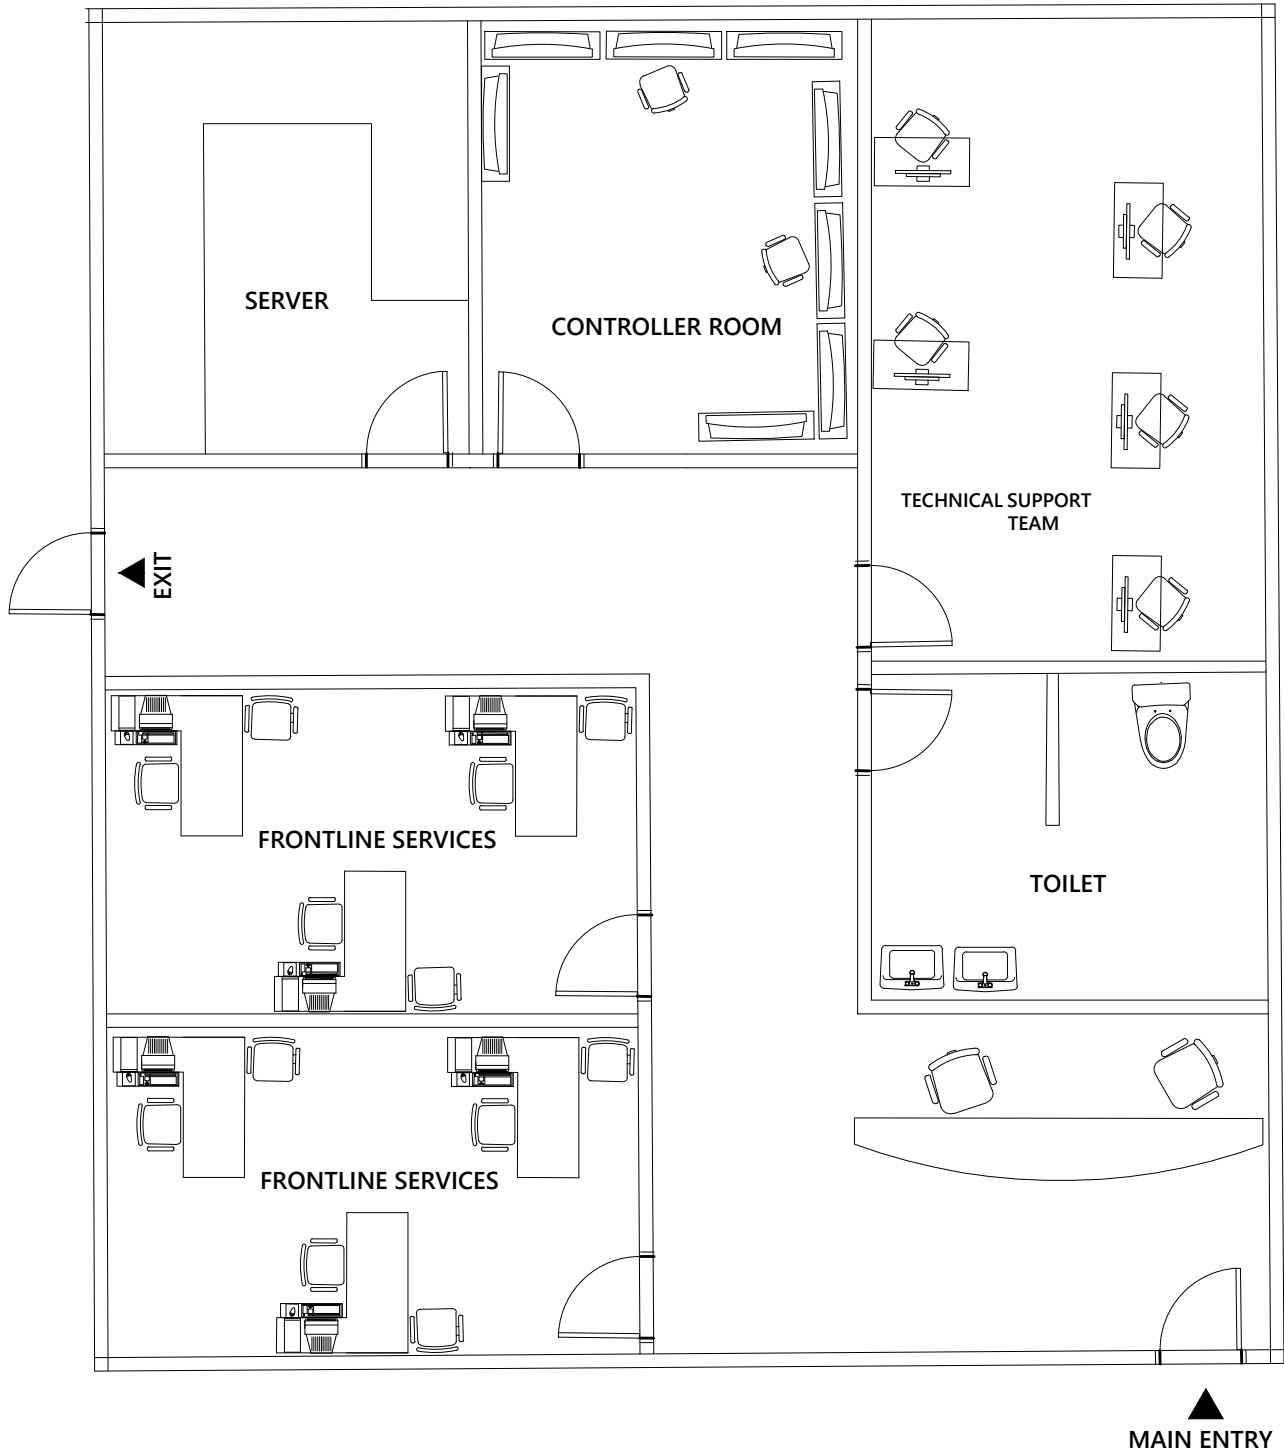 SERVER
CONTROLLER ROOM
TECHNICAL SUPPORT
TEAM
EXIT
FRONTLINE SERVICES
TOILET
FRONTLINE SERVICES
MAIN ENTRY